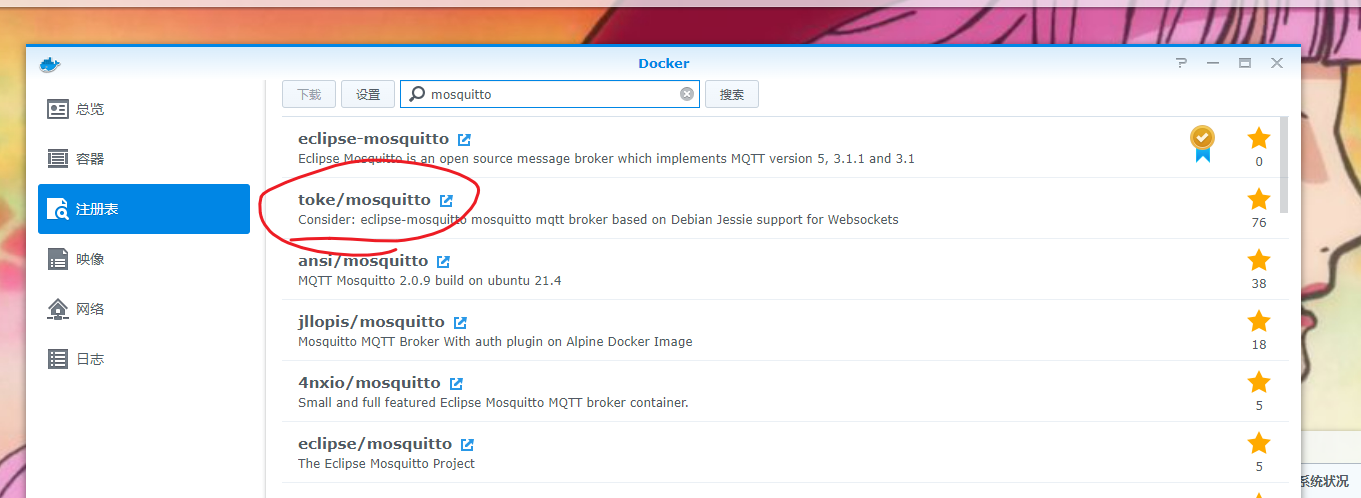 Docker
总览
容器
注册表
映像
网络
日志
下载 设置 mosquitto 搜索
eclipse-mosquitto
Eclipse Mosquitto is an open source message broker which implements MQTT version 5, 3.1.1 and 3.1
0
toke/mosquitto
Consider: eclipse-mosquitto mosquitto mqtt broker based on Debian Jessie support for Websockets
76
ansi/mosquitto
MQTT Mosquitto 2.0.9 build on ubuntu 21.4
38
jllopis/mosquitto
Mosquitto MQTT Broker With auth plugin on Alpine Docker Image
18
4nxio/mosquitto
Small and full featured Eclipse Mosquitto MQTT broker container.
5
eclipse/mosquitto
The Eclipse Mosquitto Project
5
系统状况